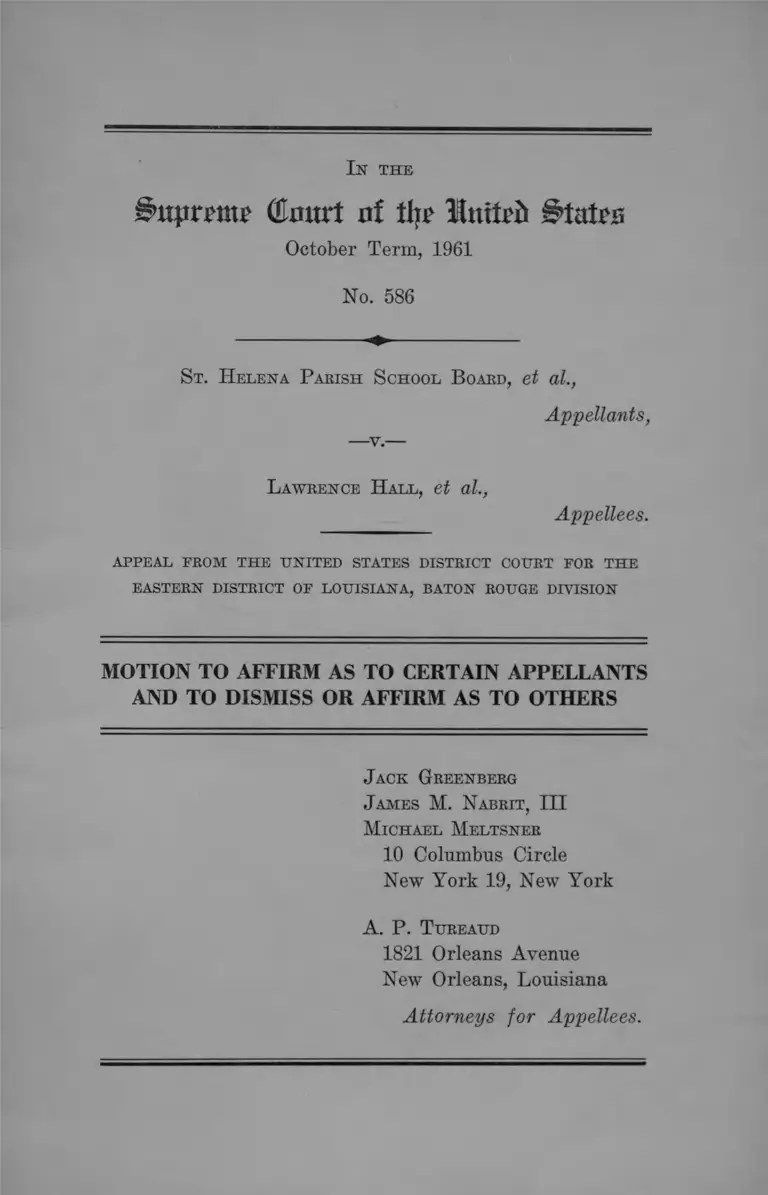 IN THE
Supreme Court of the United States
October Term, 1961
No. 586
ST. HELENA PARISH SCHOOL BOARD, et al.,
Appellants,
—v.—
LAWRENCE HALL, et al.,
Appellees.
APPEAL FROM THE UNITED STATES DISTRICT COURT FOR THE
EASTERN DISTRICT OF LOUISIANA, BATON ROUGE DIVISION
MOTION TO AFFIRM AS TO CERTAIN APPELLANTS
AND TO DISMISS OR AFFIRM AS TO OTHERS
JACK GREENBERG
JAMES M. NABRIT, III
MICHAEL MELTSNER
10 Columbus Circle
New York 19, New York
A. P. TUREAUD
1821 Orleans Avenue
New Orleans, Louisiana
Attorneys for Appellees.